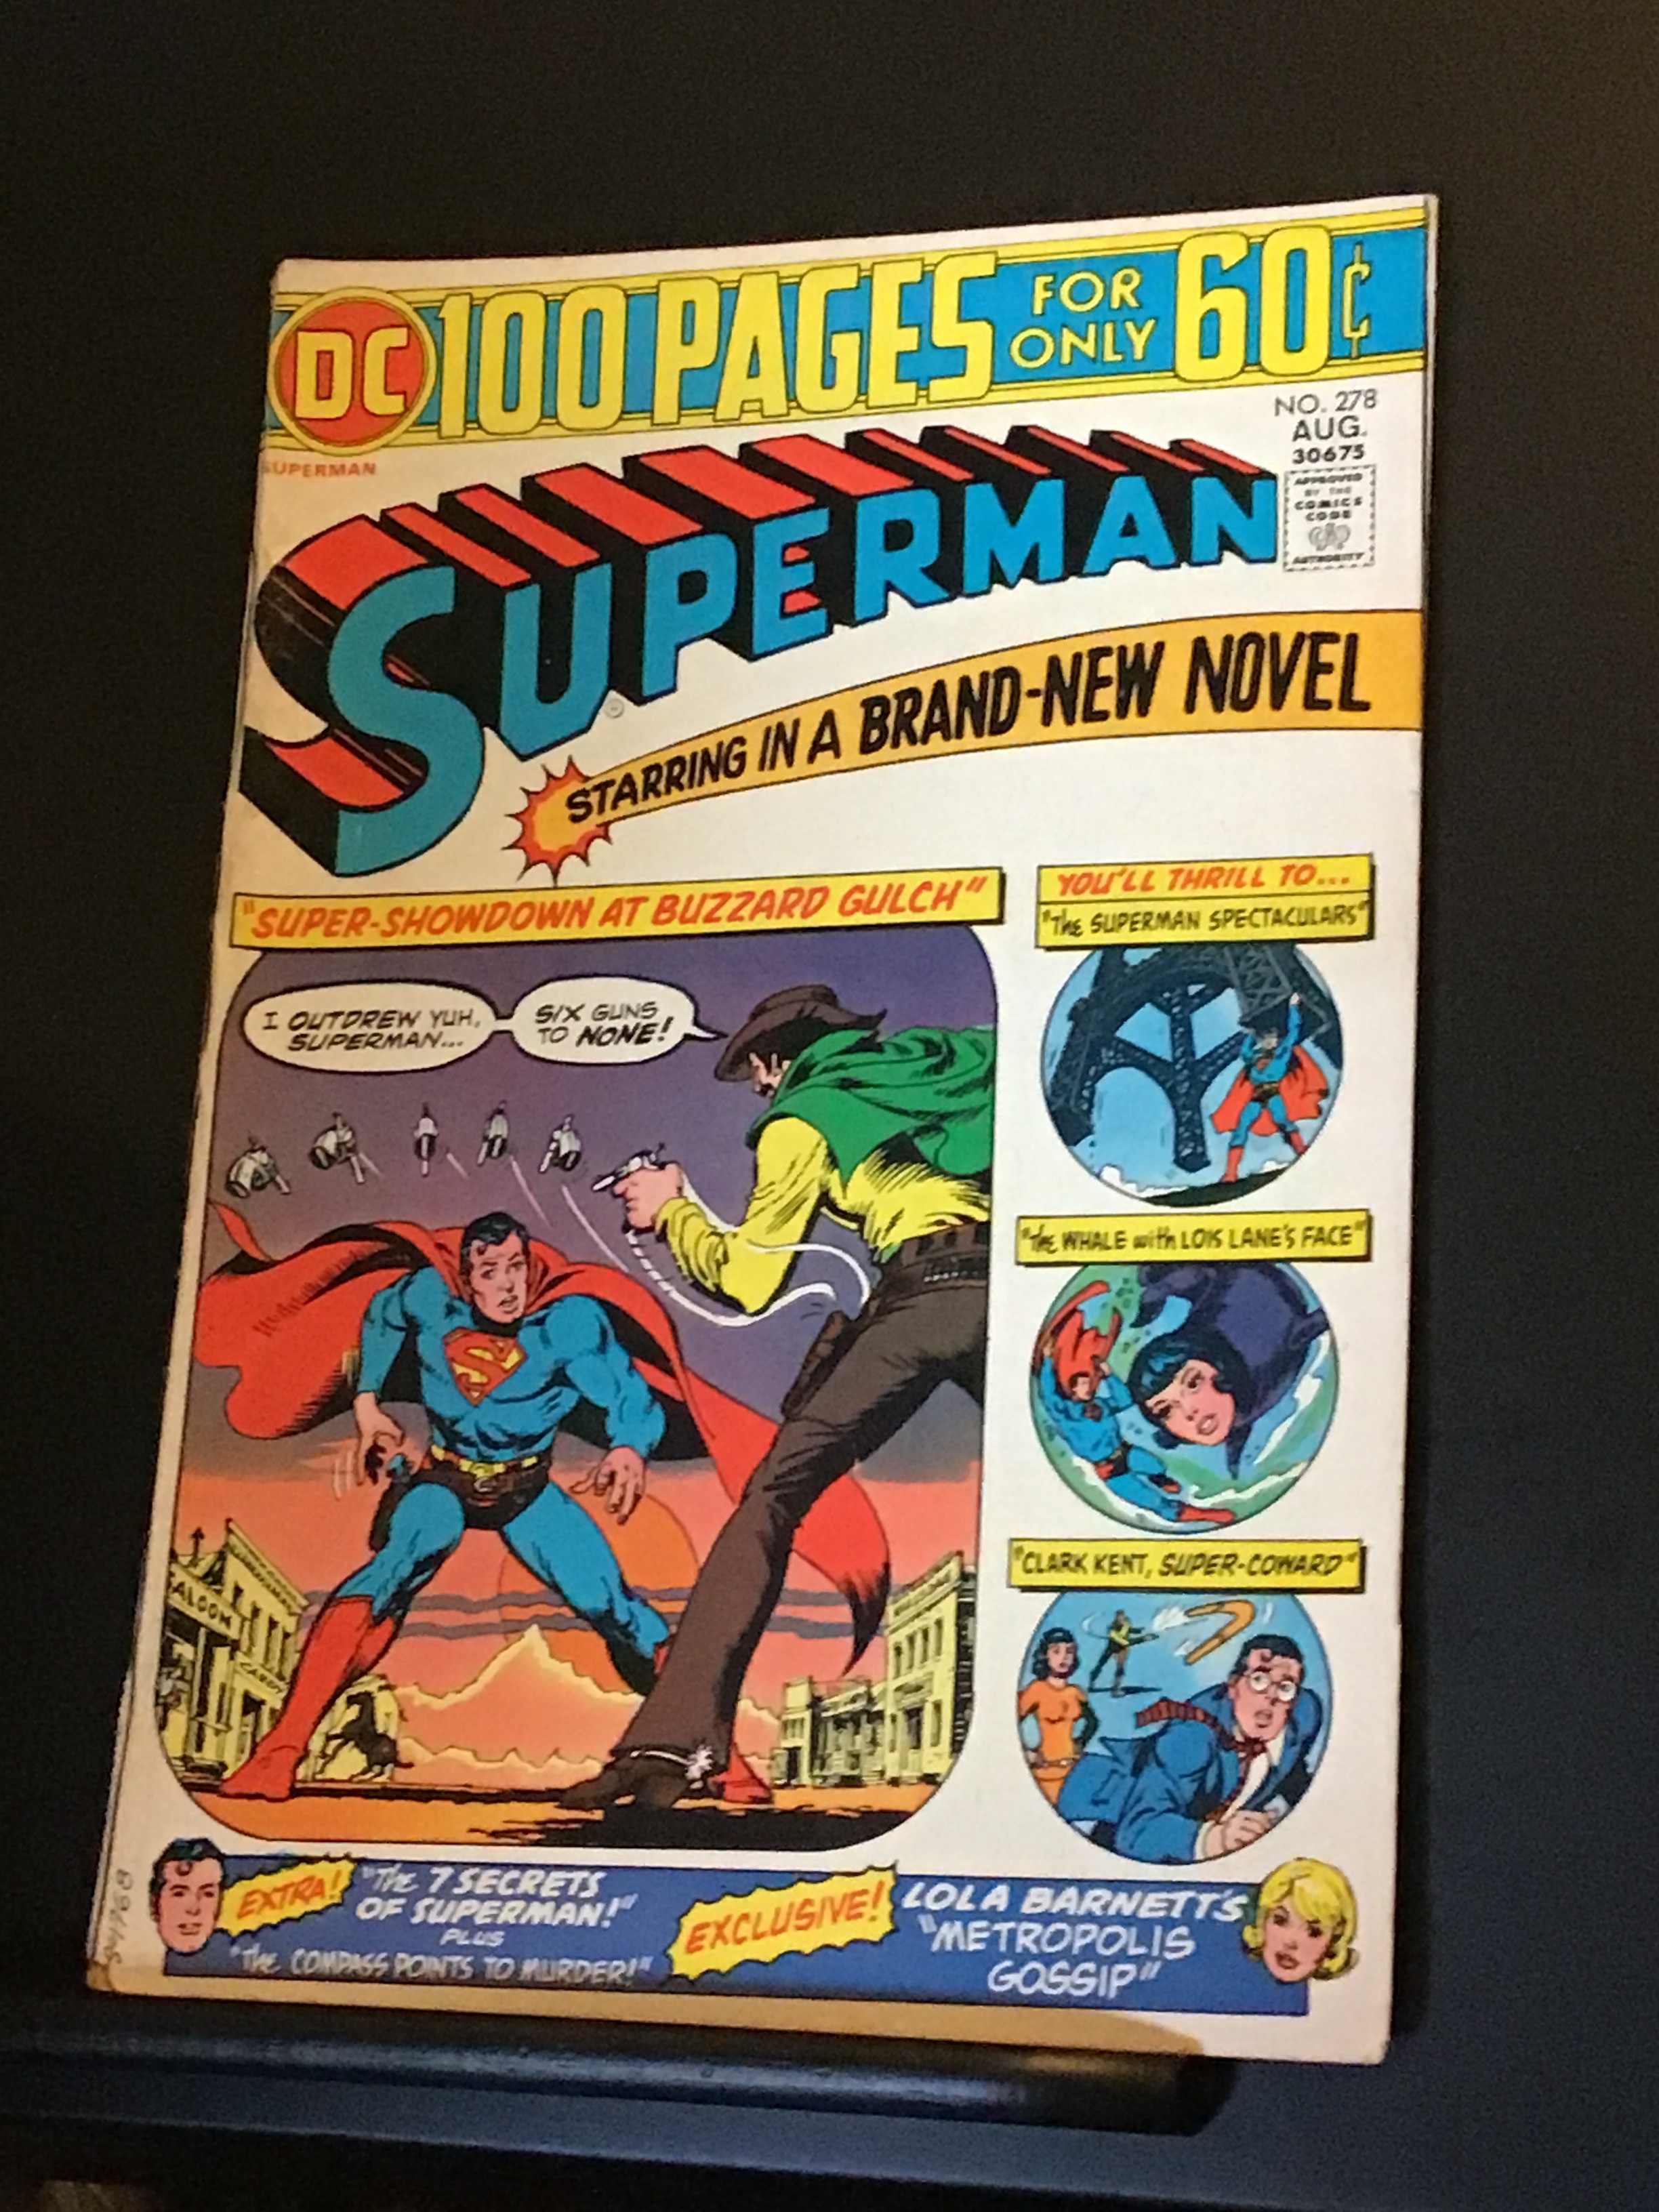 DC 100 PAGES FOR ONLY 60¢
NO. 278
AUG.
30675
SUPERMAN
APPROVED
BY THE
COMICS
CODE
AUTHORITY
SUPERMAN
STARRING IN A BRAND-NEW NOVEL
"SUPER-SHOWDOWN AT BUZZARD GULCH"
I OUTDREW YUH,
SUPERMAN...
SIX GUNS
TO NONE!
SALOON
YOU'LL THRILL TO...
"The SUPERMAN SPECTACULARS"
"The WHALE with LOIS LANE'S FACE"
"CLARK KENT, SUPER-COWARD"
EXTRA!
"The 7 SECRETS
OF SUPERMAN!"
PLUS
"The COMPASS POINTS TO MURDER!"
EXCLUSIVE!
LOLA BARNETT'S
"METROPOLIS
GOSSIP"